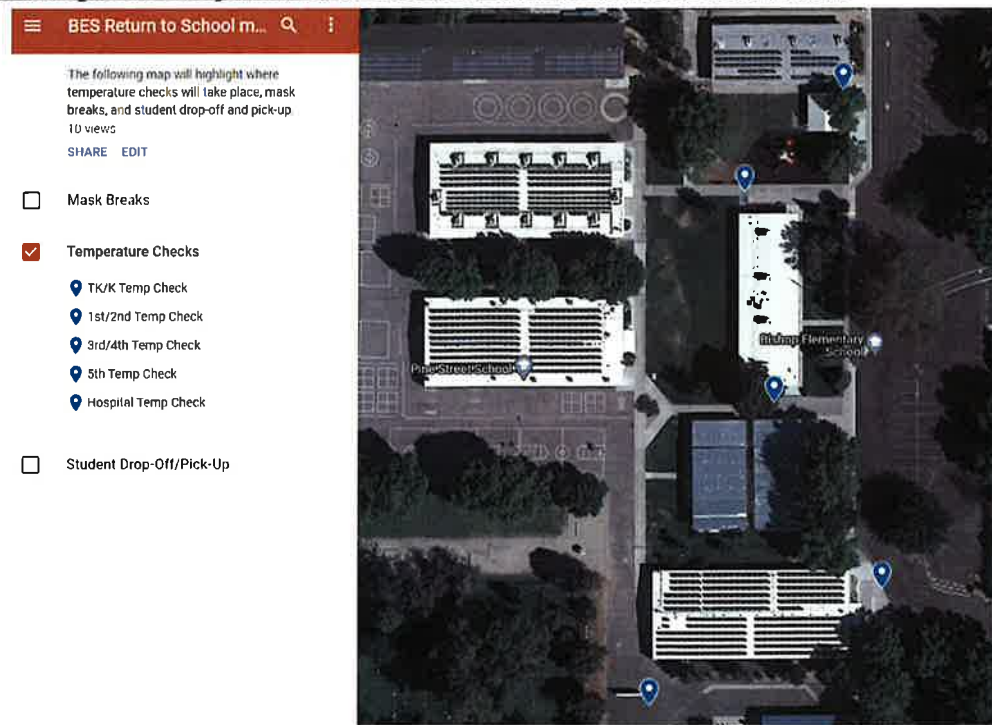 BES Return to School m...
The following map will highlight where
temperature checks will take place, mask
breaks, and student drop-off and pick-up
10 views
SHARE EDIT
Mask Breaks
Temperature Checks
TK/K Temp Check
1st/2nd Temp Check
3rd/4th Temp Check
5th Temp Check
Hospital Temp Check
Student Drop-Off/Pick-Up
Bishop Elementary
School
Pine Street School